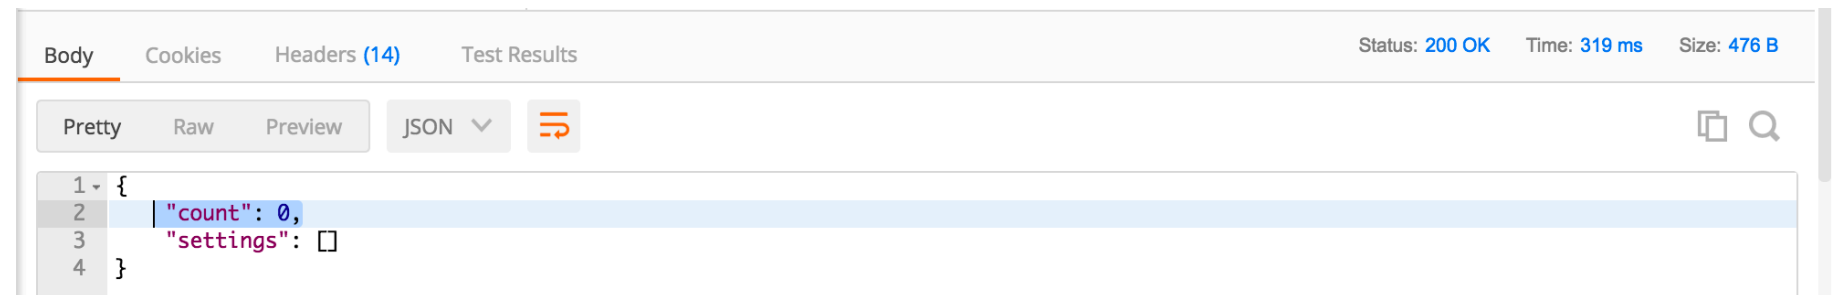 Body Cookies Headers (14) Test Results Status: 200 OK Time: 319 ms Size: 476 B
Pretty Raw Preview JSON
1 {
2 "count": 0,
3 "settings": []
4 }